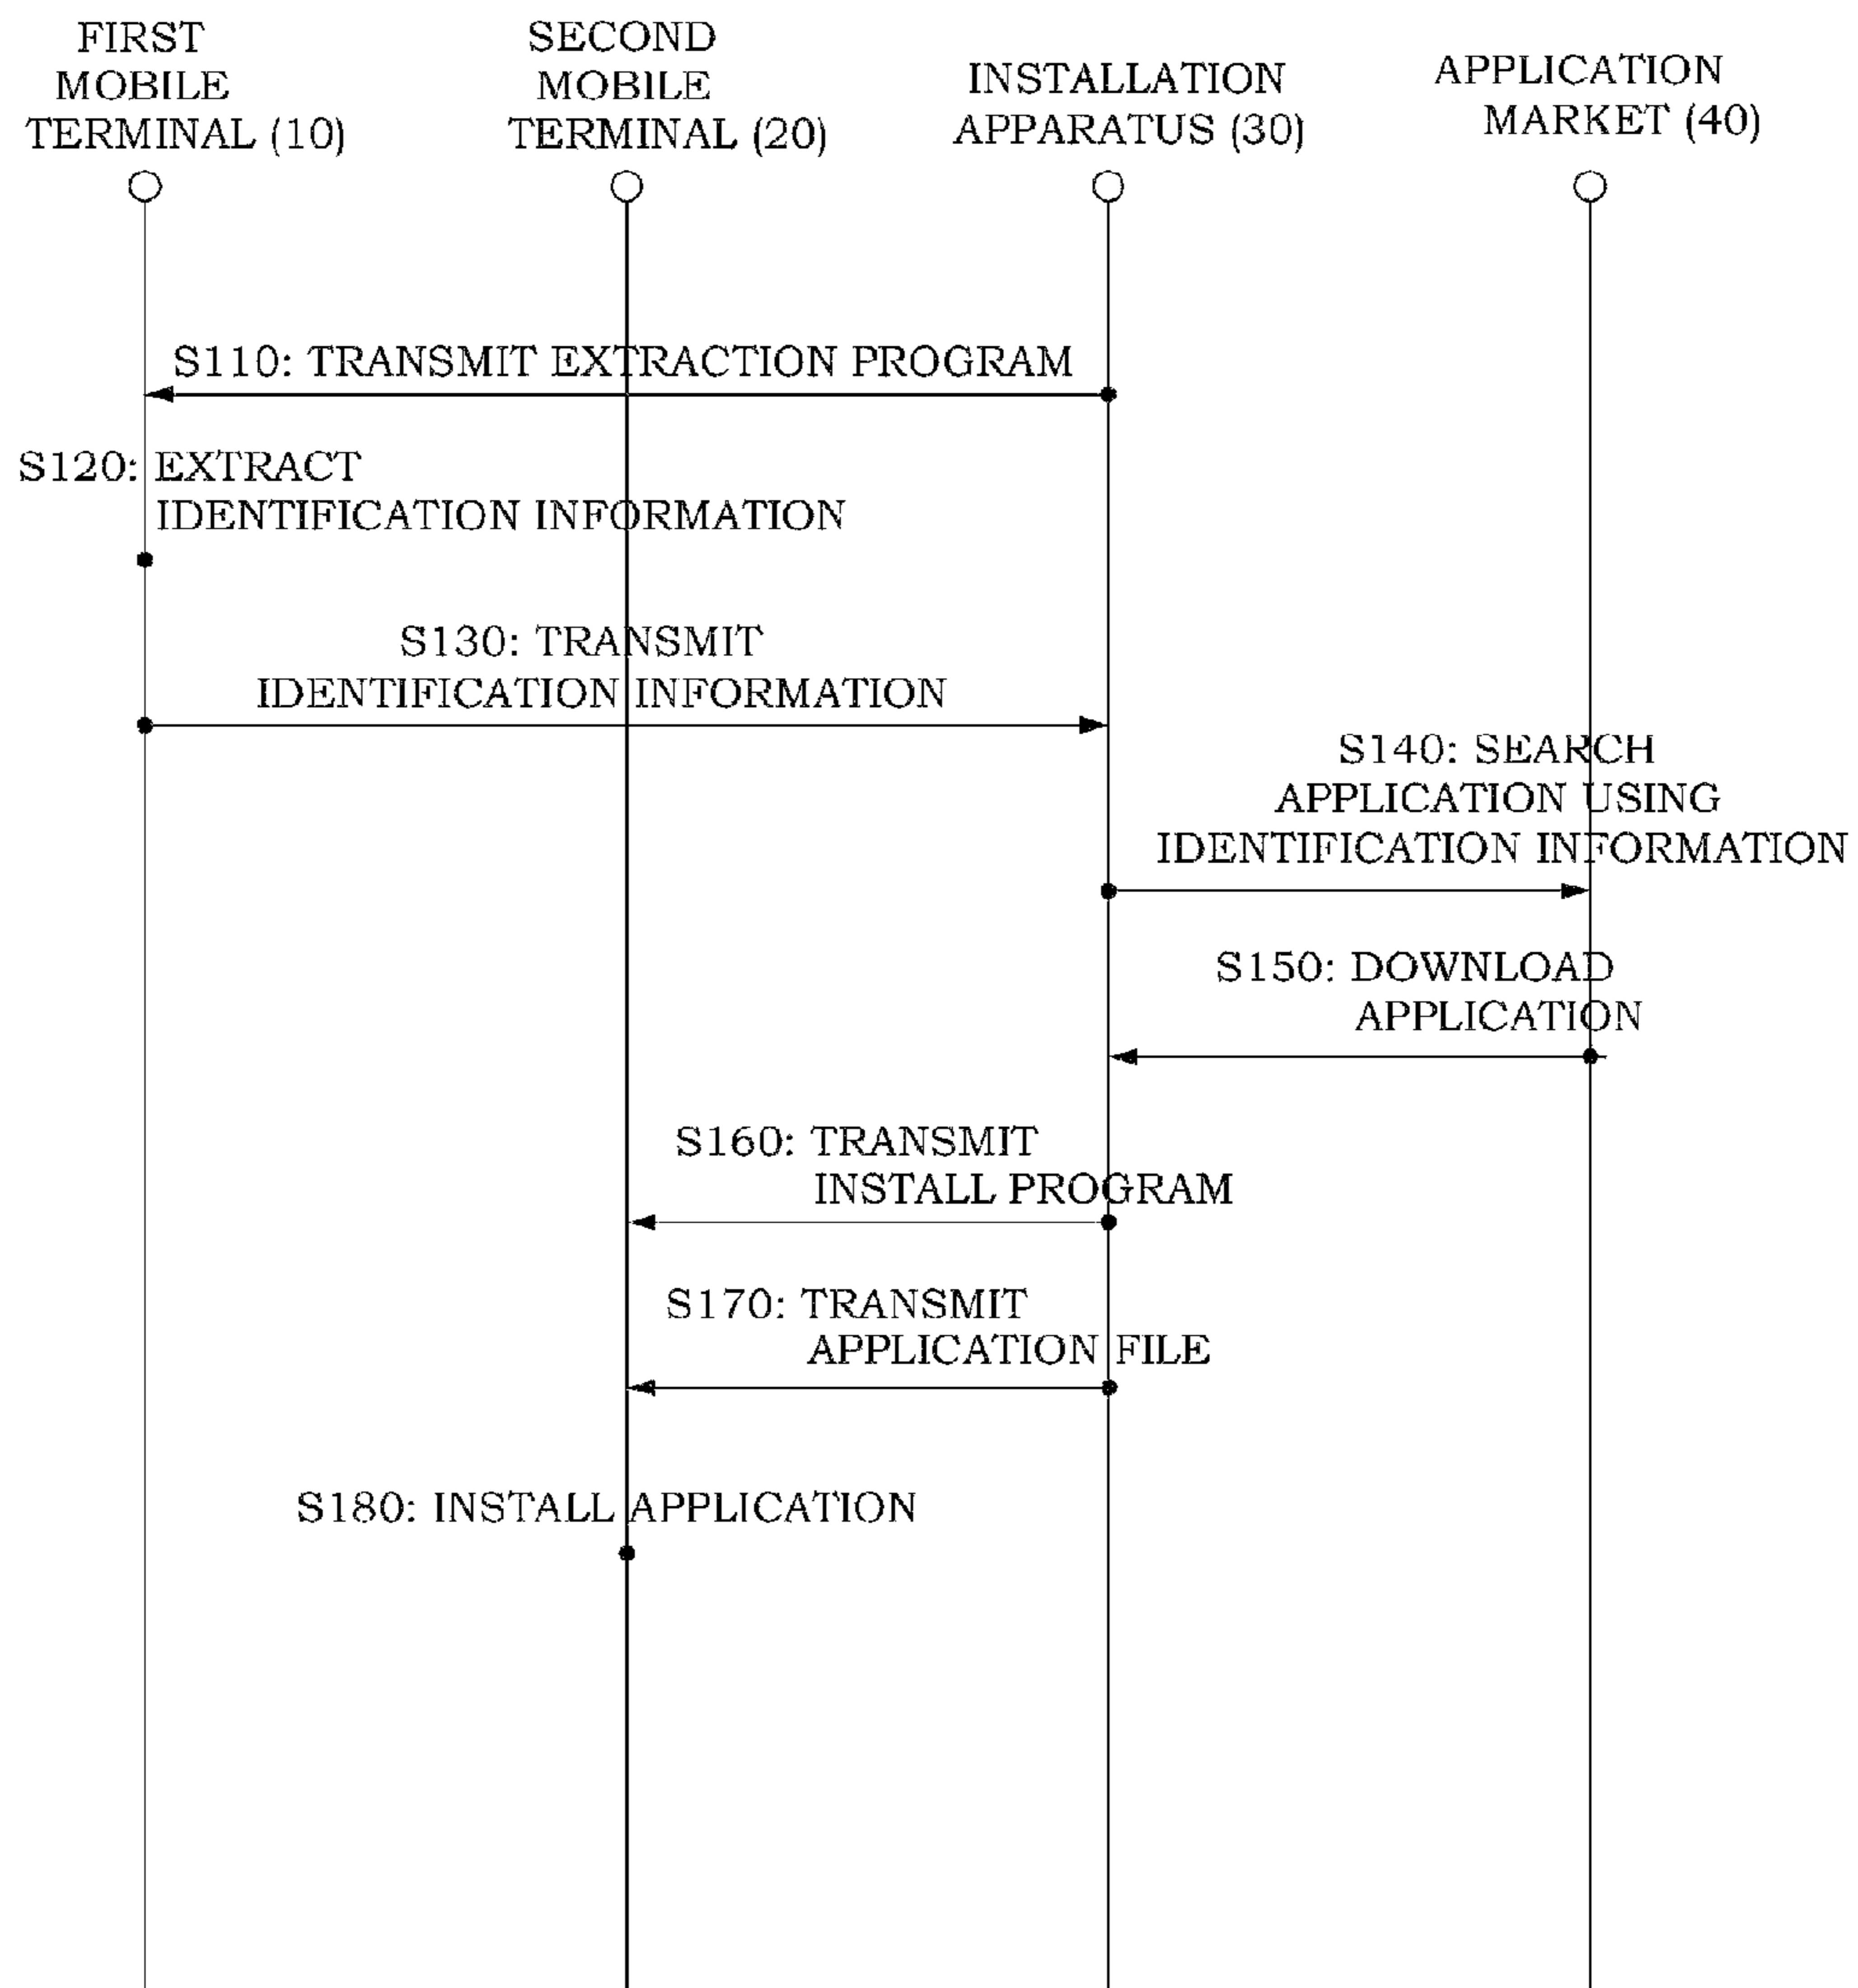 FIRST
MOBILE
TERMINAL (10)
SECOND
MOBILE
TERMINAL (20)
INSTALLATION
APPARATUS (30)
APPLICATION
MARKET (40)
S110: TRANSMIT EXTRACTION PROGRAM
S120: EXTRACT
IDENTIFICATION INFORMATION
S130: TRANSMIT
IDENTIFICATION INFORMATION
S140: SEARCH
APPLICATION USING
IDENTIFICATION INFORMATION
S150: DOWNLOAD
APPLICATION
S160: TRANSMIT
INSTALL PROGRAM
S170: TRANSMIT
APPLICATION FILE
S180: INSTALL APPLICATION